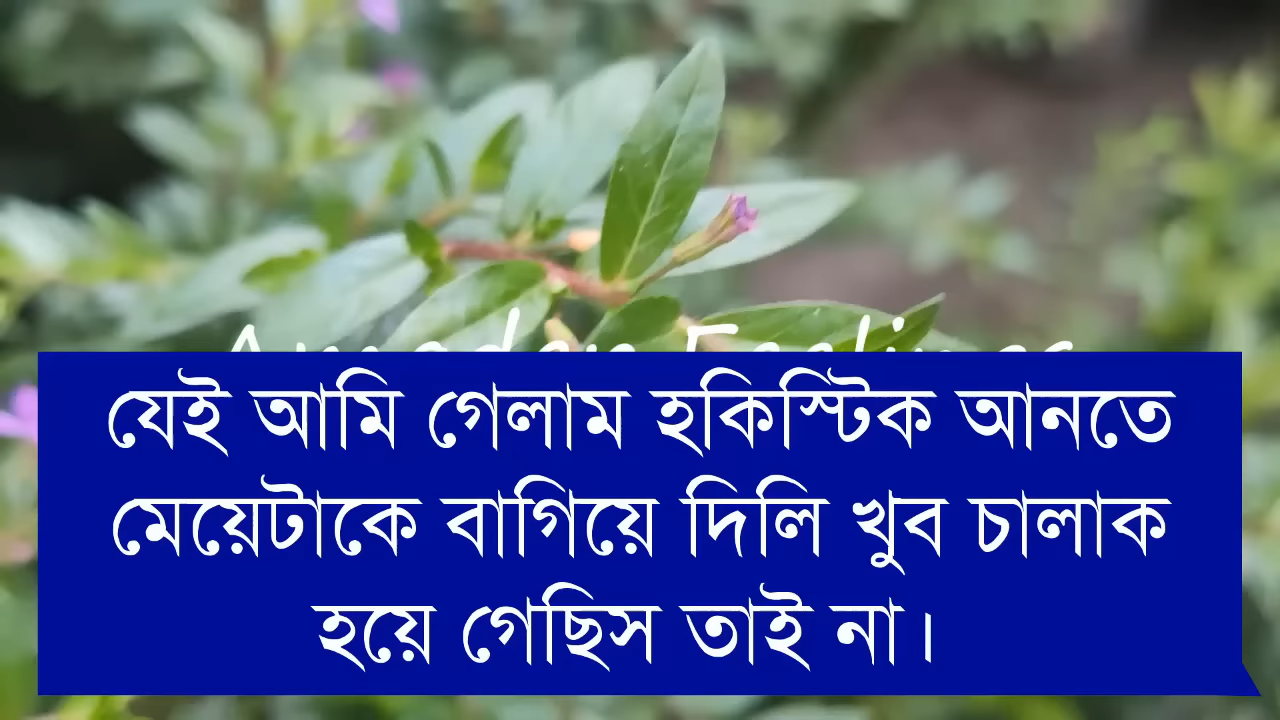 যেই আমি গেলাম হকিস্টিক আনতে
মেয়েটাকে বাগিয়ে দিলি খুব চালাক
হয়ে গেছিস তাই না।